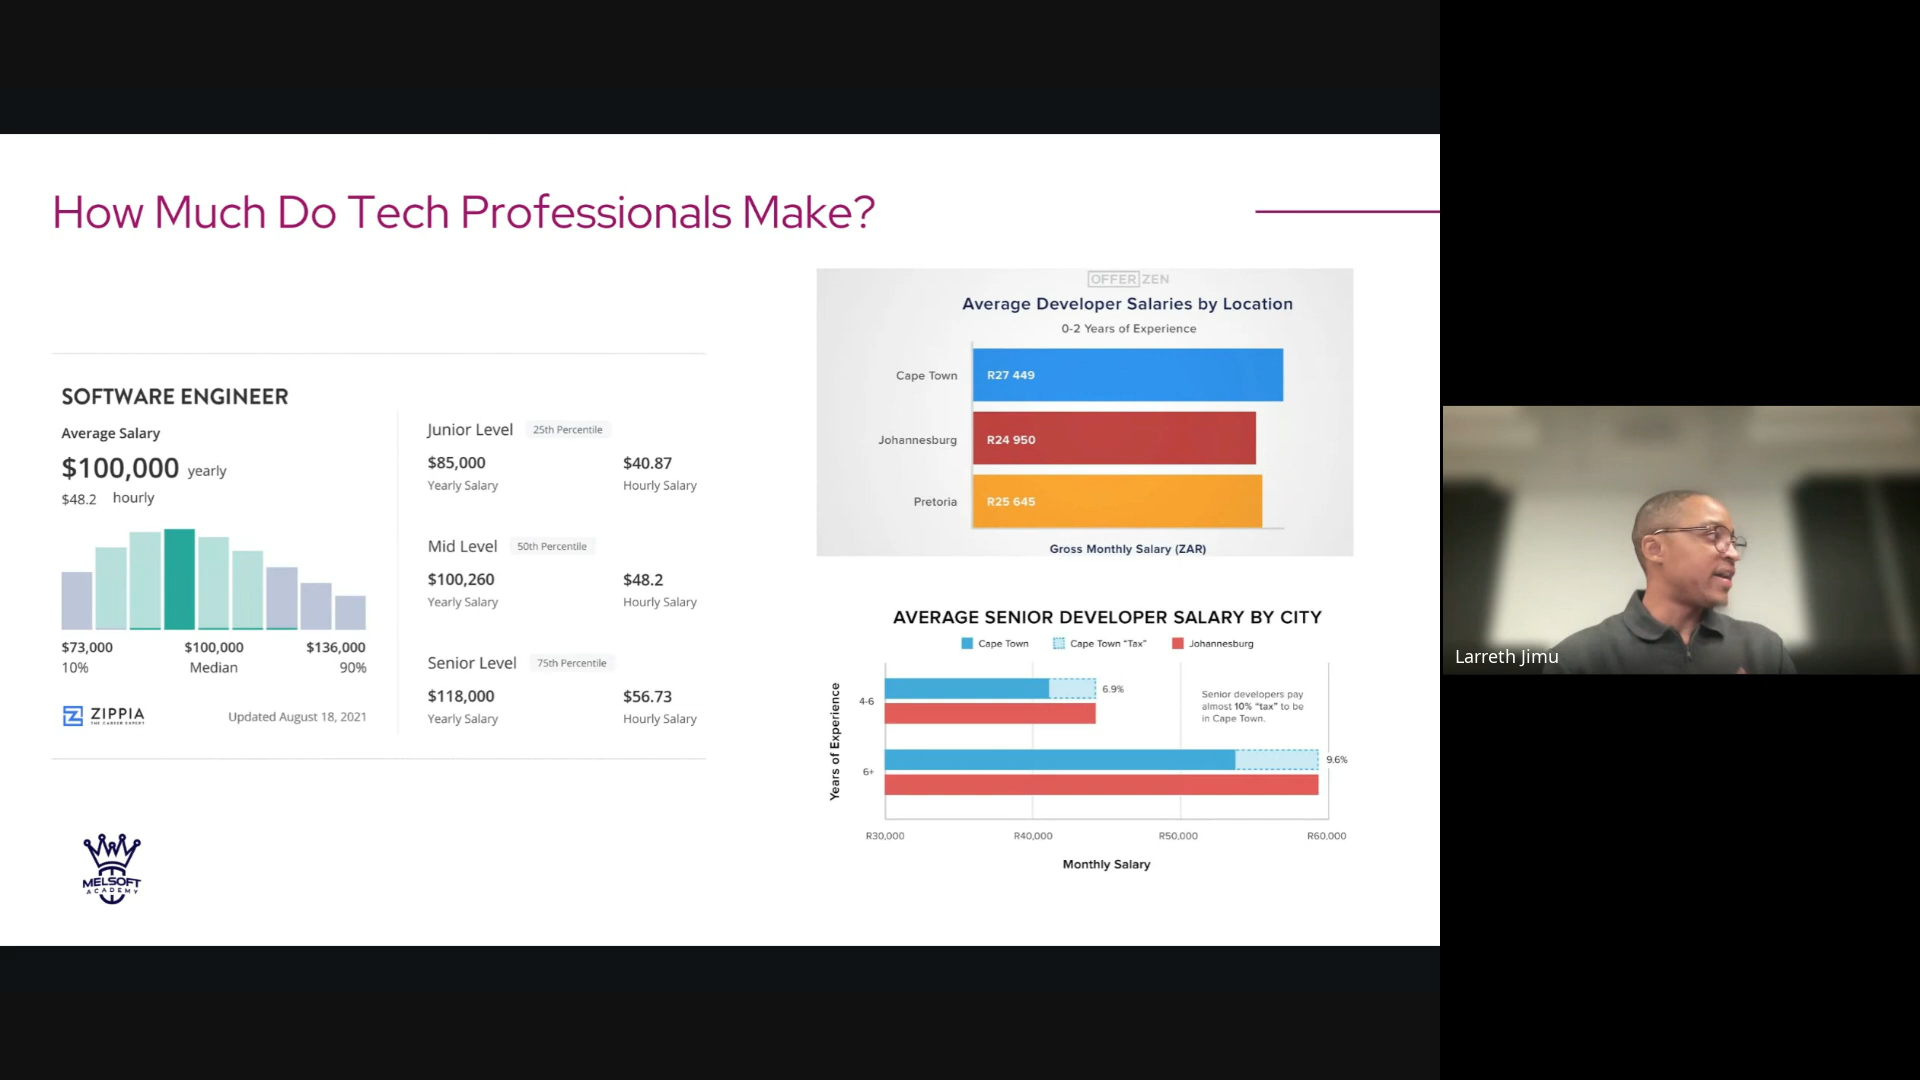 How Much Do Tech Professionals Make?
SOFTWARE ENGINEER
Average Salary
$100,000 yearly
$48.2 hourly
$73,000 $100,000 $136,000
10% Median 90%
ZIPPIA
THE CAREER EXPERT
Updated August 18, 2021
Junior Level 25th Percentile
$85,000 $40.87
Yearly Salary Hourly Salary
Mid Level 50th Percentile
$100,260 $48.2
Yearly Salary Hourly Salary
Senior Level 75th Percentile
$118,000 $56.73
Yearly Salary Hourly Salary
OFFERZEN
Average Developer Salaries by Location
0-2 Years of Experience
Cape Town R27 449
Johannesburg R24 950
Pretoria R25 645
Gross Monthly Salary (ZAR)
AVERAGE SENIOR DEVELOPER SALARY BY CITY
Cape Town Cape Town “Tax” Johannesburg
Years of Experience
4-6 6.9%
Senior developers pay
almost 10% “tax” to be
in Cape Town.
6+ 9.6%
R30,000 R40,000 R50,000 R60,000
Monthly Salary
MELSOFT
ACADEMY
Larreth Jimu